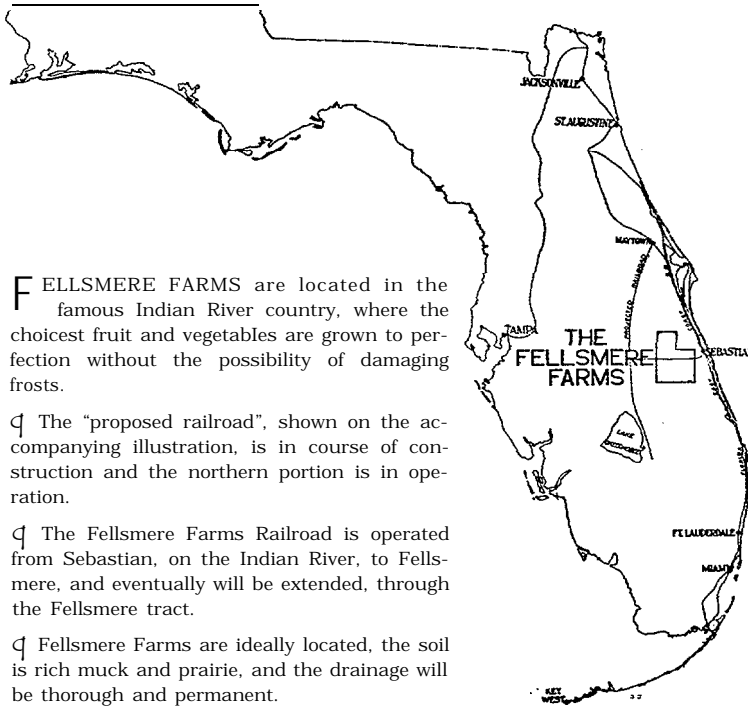 FELLSMERE FARMS are located in the
famous Indian River country, where the
choicest fruit and vegetables are grown to per-
fection without the possibility of damaging
frosts.
¶ The “proposed railroad”, shown on the ac-
companying illustration, is in course of con-
struction and the northern portion is in ope-
ration.
¶ The Fellsmere Farms Railroad is operated
from Sebastian, on the Indian River, to Fells-
mere, and eventually will be extended, through
the Fellsmere tract.
¶ Fellsmere Farms are ideally located, the soil
is rich muck and prairie, and the drainage will
be thorough and permanent.
JACKSONVILLE
ST. AUGUSTINE
MAYTOWN
PROJECTED RAILROAD
TAMPA
THE
FELLSMERE
FARMS
SEBASTIA
LAKE
FT. LAUDERDALE
MIAMI
KEY
WEST